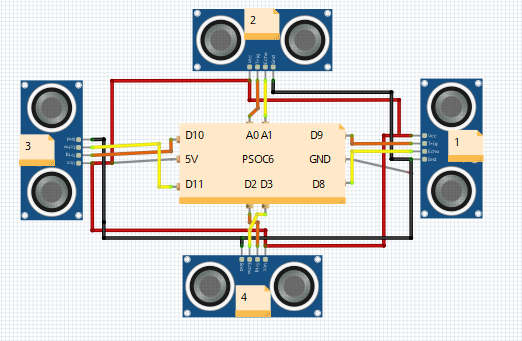 2
Vcc Trig Echo Gnd
D10 A0 A1 D9
3
Gnd
Echo
Trig
Vcc
5V PSOC6 GND
1
Vcc
Trig
Echo
Gnd
D11 D2 D3 D8
Gnd Echo Trig Vcc
4